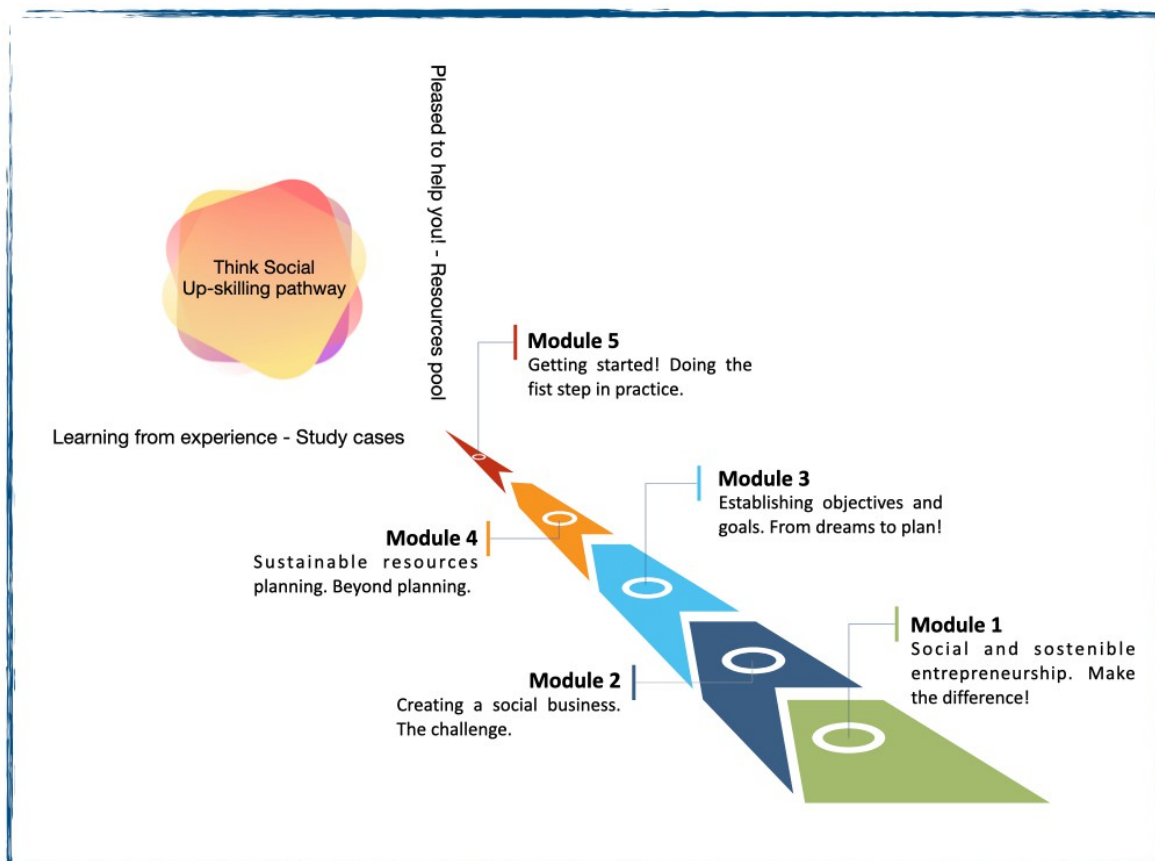 Pleased to help you! - Resources pool
Think Social
Up-skilling pathway
Learning from experience - Study cases
Module 5
Getting started! Doing the
fist step in practice.
Module 3
Establishing objectives and
goals. From dreams to plan!
Module 4
Sustainable resources
planning. Beyond planning.
Module 1
Social and sostenible
entrepreneurship. Make
the difference!
Module 2
Creating a social business.
The challenge.